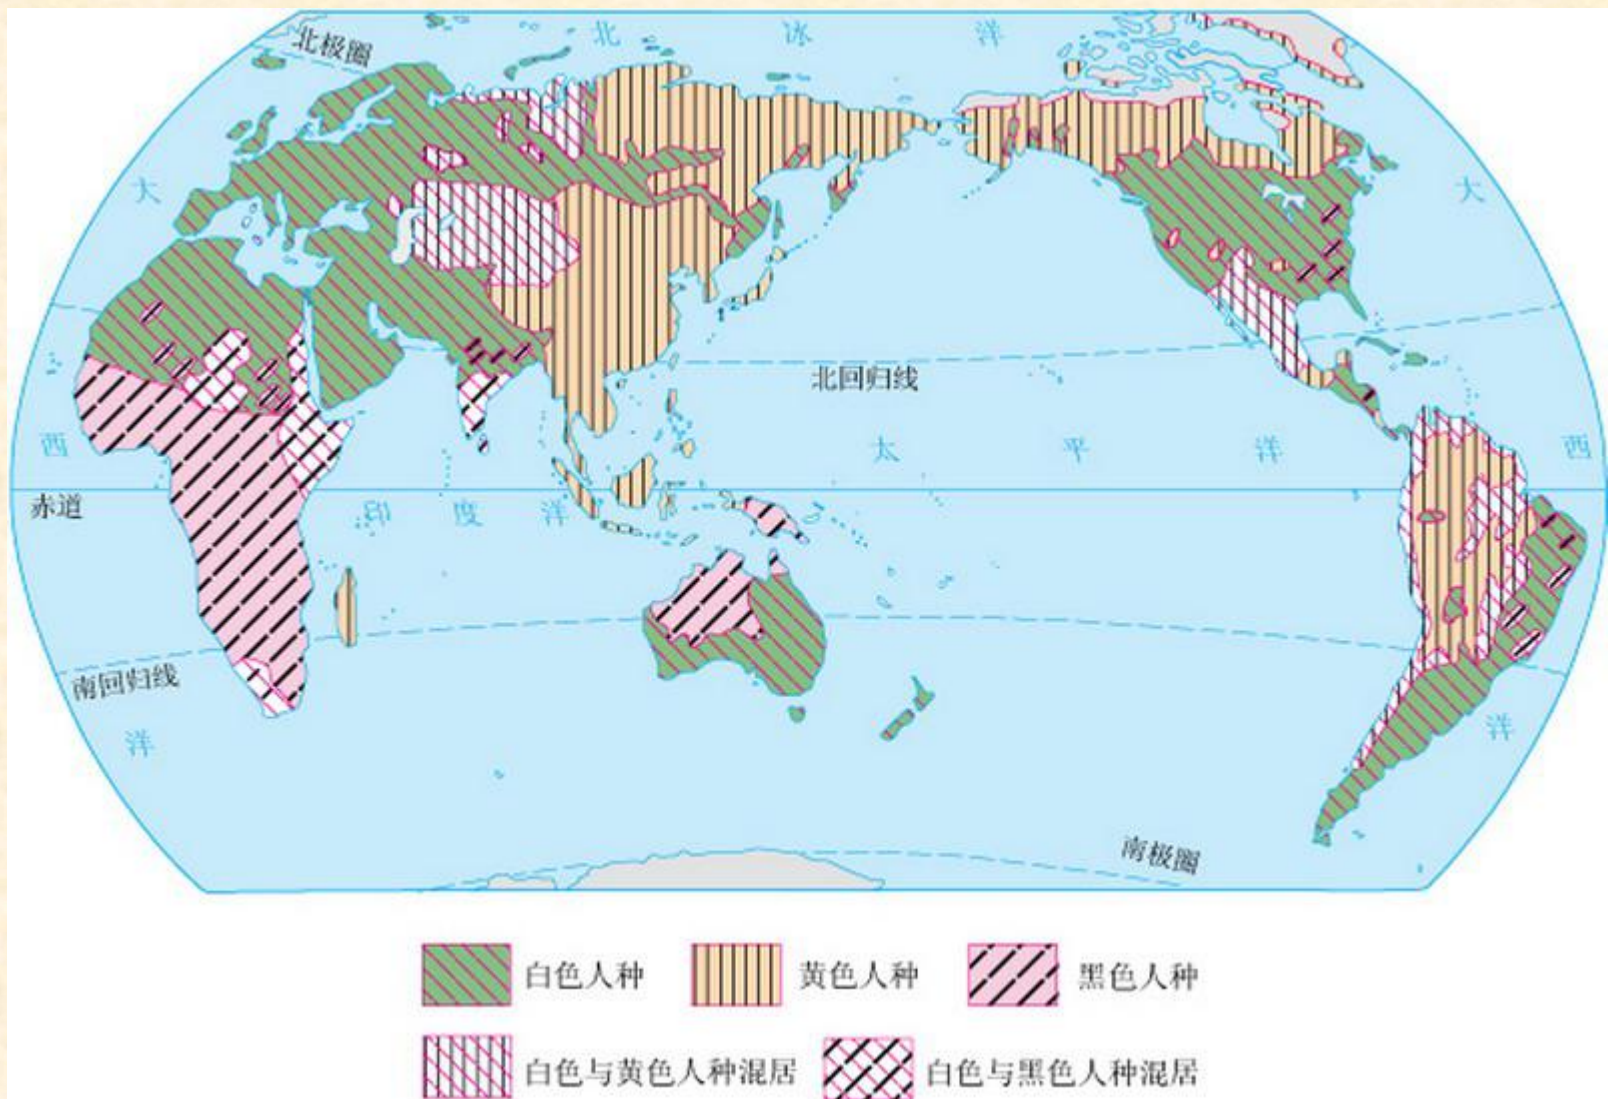 北极圈
北 冰 洋
大
大
北回归线
西
太 平 洋
西
赤道
印 度 洋
南回归线
洋
洋
南极圈
白色人种
黄色人种
黑色人种
白色与黄色人种混居
白色与黑色人种混居